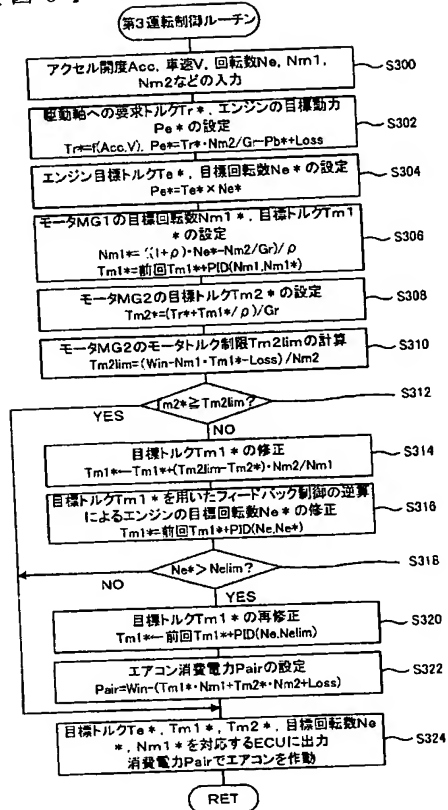 第3運転制御ルーチン
アクセル開度Acc, 車速V, 回転数Ne, Nm1,
Nm2などの入力
S300
駆動軸への要求トルクTr*, エンジンの目標動力
Pe*の設定
Tr*=f(Acc.V), Pe*=Tr*・Nm2/Gr-Pb*+Loss
S302
エンジン目標トルクTe*, 目標回転数Ne*の設定
Pe*=Te*×Ne*
S304
モータMG1の目標回転数Nm1*, 目標トルクTm1
*の設定
Nm1*=((1+ρ)・Ne*-Nm2/Gr)/ρ
Tm1*=前回Tm1*+PID(Nm1,Nm1*)
S306
モータMG2の目標トルクTm2*の設定
Tm2*=(Tr*+Tm1*/ρ)/Gr
S308
モータMG2のモータトルク制限Tm2limの計算
Tm2lim=(Win-Nm1・Tm1*-Loss)/Nm2
S310
Tm2*≧Tm2lim?
S312
YES
NO
目標トルクTm1*の修正
Tm1*←Tm1*+(Tm2lim-Tm2*)・Nm2/Nm1
S314
目標トルクTm1*を用いたフィードバック制御の逆算
によるエンジンの目標回転数Ne*の修正
Tm1*=前回Tm1*+PID(Ne,Ne*)
S316
Ne*>Nelim?
S318
NO
YES
目標トルクTm1*の再修正
Tm1*←前回Tm1*+PID(Ne,Nelim)
S320
エアコン消費電力Pairの設定
Pair=Win-(Tm1*・Nm1+Tm2*・Nm2+Loss)
S322
目標トルクTe*, Tm1*, Tm2*, 目標回転数Ne
*, Nm1*を対応するECUに出力
消費電力Pairでエアコンを作動
S324
RET